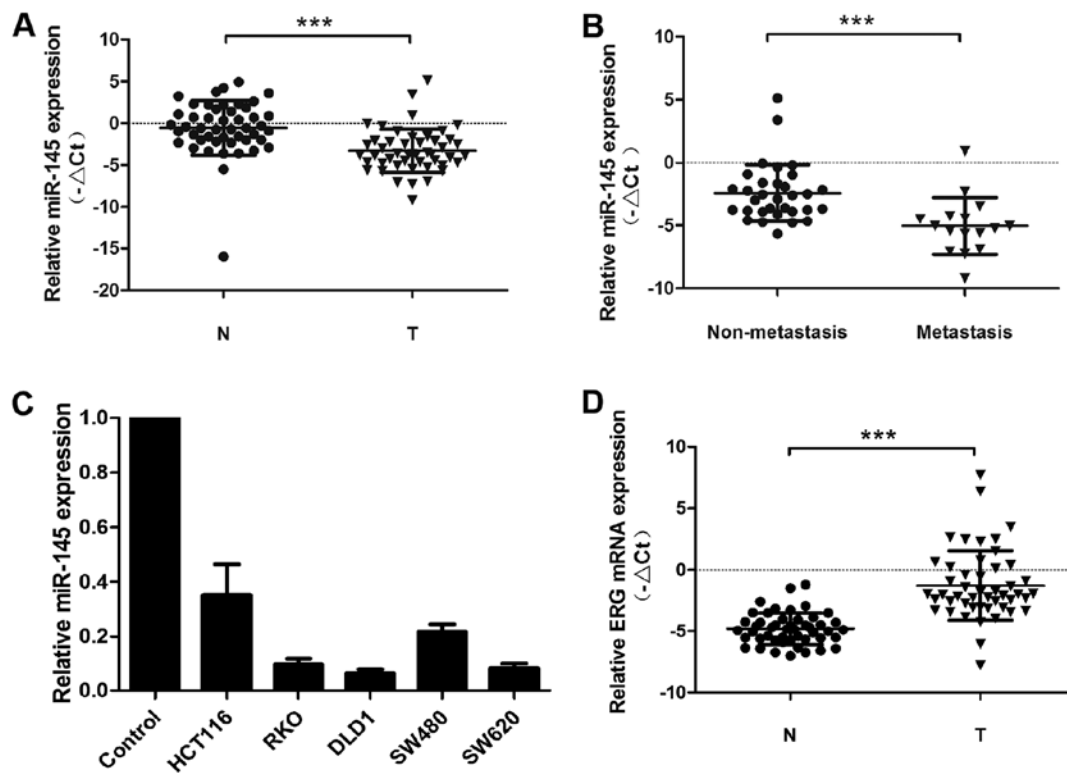 A
***
Relative miR-145 expression
(-△Ct)
10
5
0
-5
-10
-15
-20
N
T
B
***
Relative miR-145 expression
(-△Ct)
10
5
0
-5
-10
Non-metastasis
Metastasis
C
Relative miR-145 expression
1.0
0.8
0.6
0.4
0.2
0.0
Control
HCT116
RKO
DLD1
SW480
SW620
D
***
Relative ERG mRNA expression
(-△Ct)
10
5
0
-5
-10
N
T